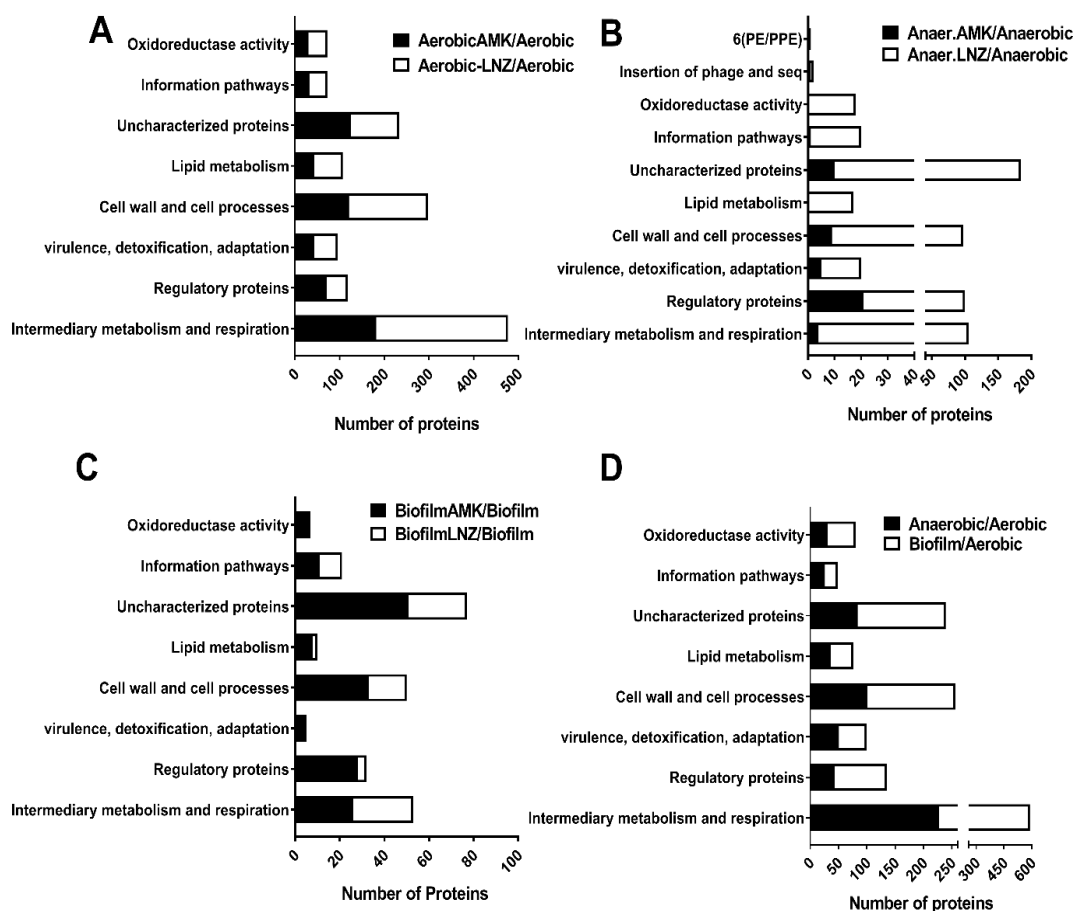 A
AerobicAMK/Aerobic
Aerobic-LNZ/Aerobic
Oxidoreductase activity
Information pathways
Uncharacterized proteins
Lipid metabolism
Cell wall and cell processes
virulence, detoxification, adaptation
Regulatory proteins
Intermediary metabolism and respiration
0 100 200 300 400 500
Number of proteins
B
Anaer.AMK/Anaerobic
Anaer.LNZ/Anaerobic
6(PE/PPE)
Insertion of phage and seq
Oxidoreductase activity
Information pathways
Uncharacterized proteins
Lipid metabolism
Cell wall and cell processes
virulence, detoxification, adaptation
Regulatory proteins
Intermediary metabolism and respiration
0 10 20 30 40 50 100 150 200
Number of proteins
C
BiofilmAMK/Biofilm
BiofilmLNZ/Biofilm
Oxidoreductase activity
Information pathways
Uncharacterized proteins
Lipid metabolism
Cell wall and cell processes
virulence, detoxification, adaptation
Regulatory proteins
Intermediary metabolism and respiration
0 20 40 60 80 100
Number of Proteins
D
Anaerobic/Aerobic
Biofilm/Aerobic
Oxidoreductase activity
Information pathways
Uncharacterized proteins
Lipid metabolism
Cell wall and cell processes
virulence, detoxification, adaptation
Regulatory proteins
Intermediary metabolism and respiration
0 50 100 150 200 250 300 450 600
Number of proteins